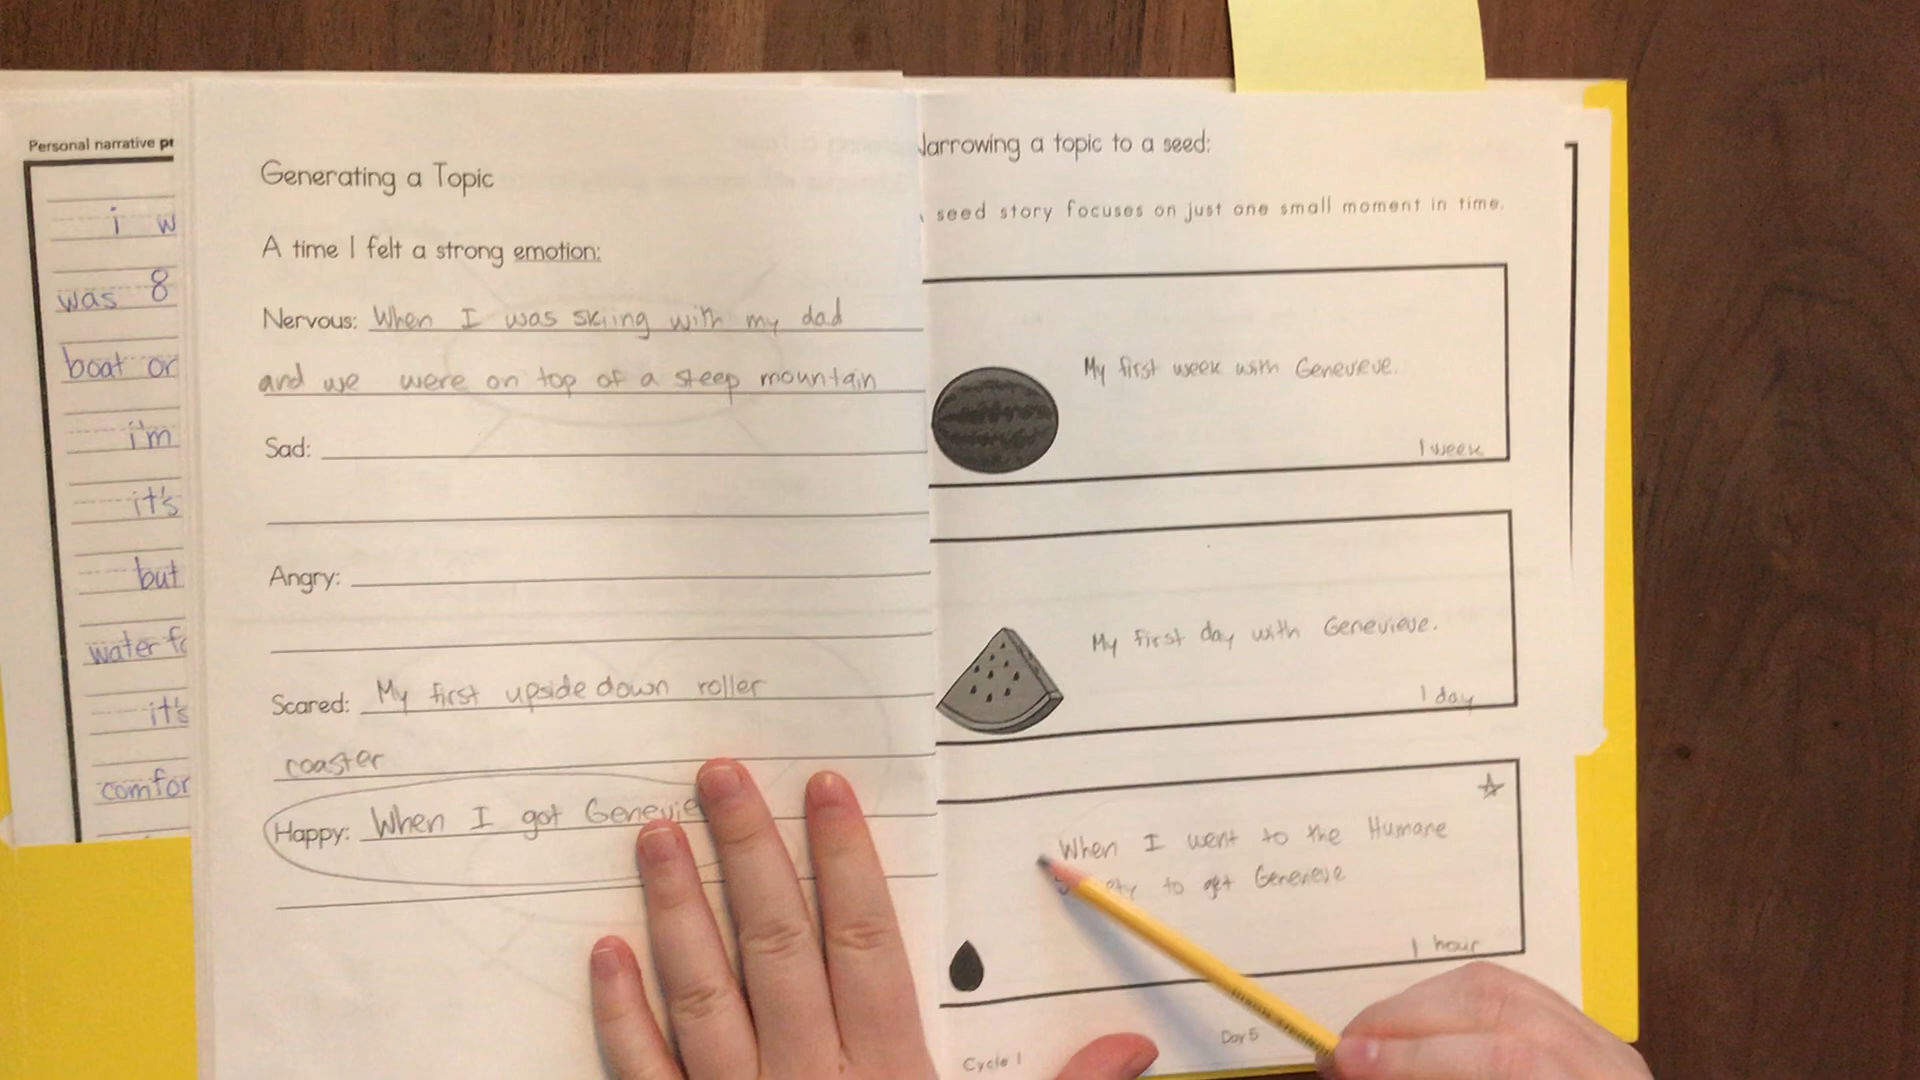 Personal narrative
i w
was 8
boat or
i'm
it's
but
water
it's
comfor
Generating a Topic
A time I felt a strong emotion:
Nervous: When I was skiing with my dad
and we were on top of a steep mountain
Sad:
Angry:
Scared: My first upside down roller
coaster
Happy: When I got Genevie
Narrowing a topic to a seed:
seed story focuses on just one small moment in time.
My first week with Genevieve.
1 week
My first day with Genevieve.
1 day
When I went to the Humane
to get Genevieve
1 hour
Cycle 1
Day 5